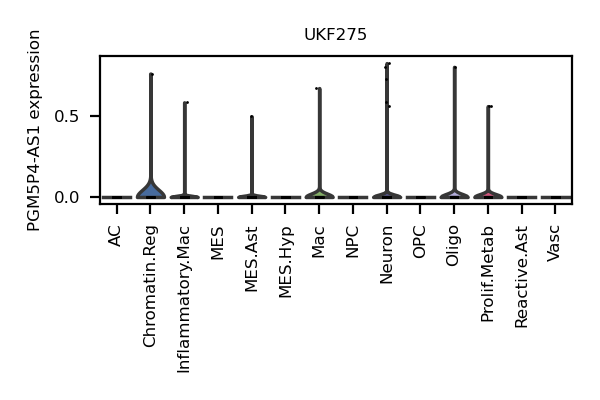 UKF275
PGM5P4-AS1 expression
0.5
0.0
AC
Chromatin.Reg
Inflammatory.Mac
MES
MES.Ast
MES.Hyp
Mac
NPC
Neuron
OPC
Oligo
Prolif.Metab
Reactive.Ast
Vasc